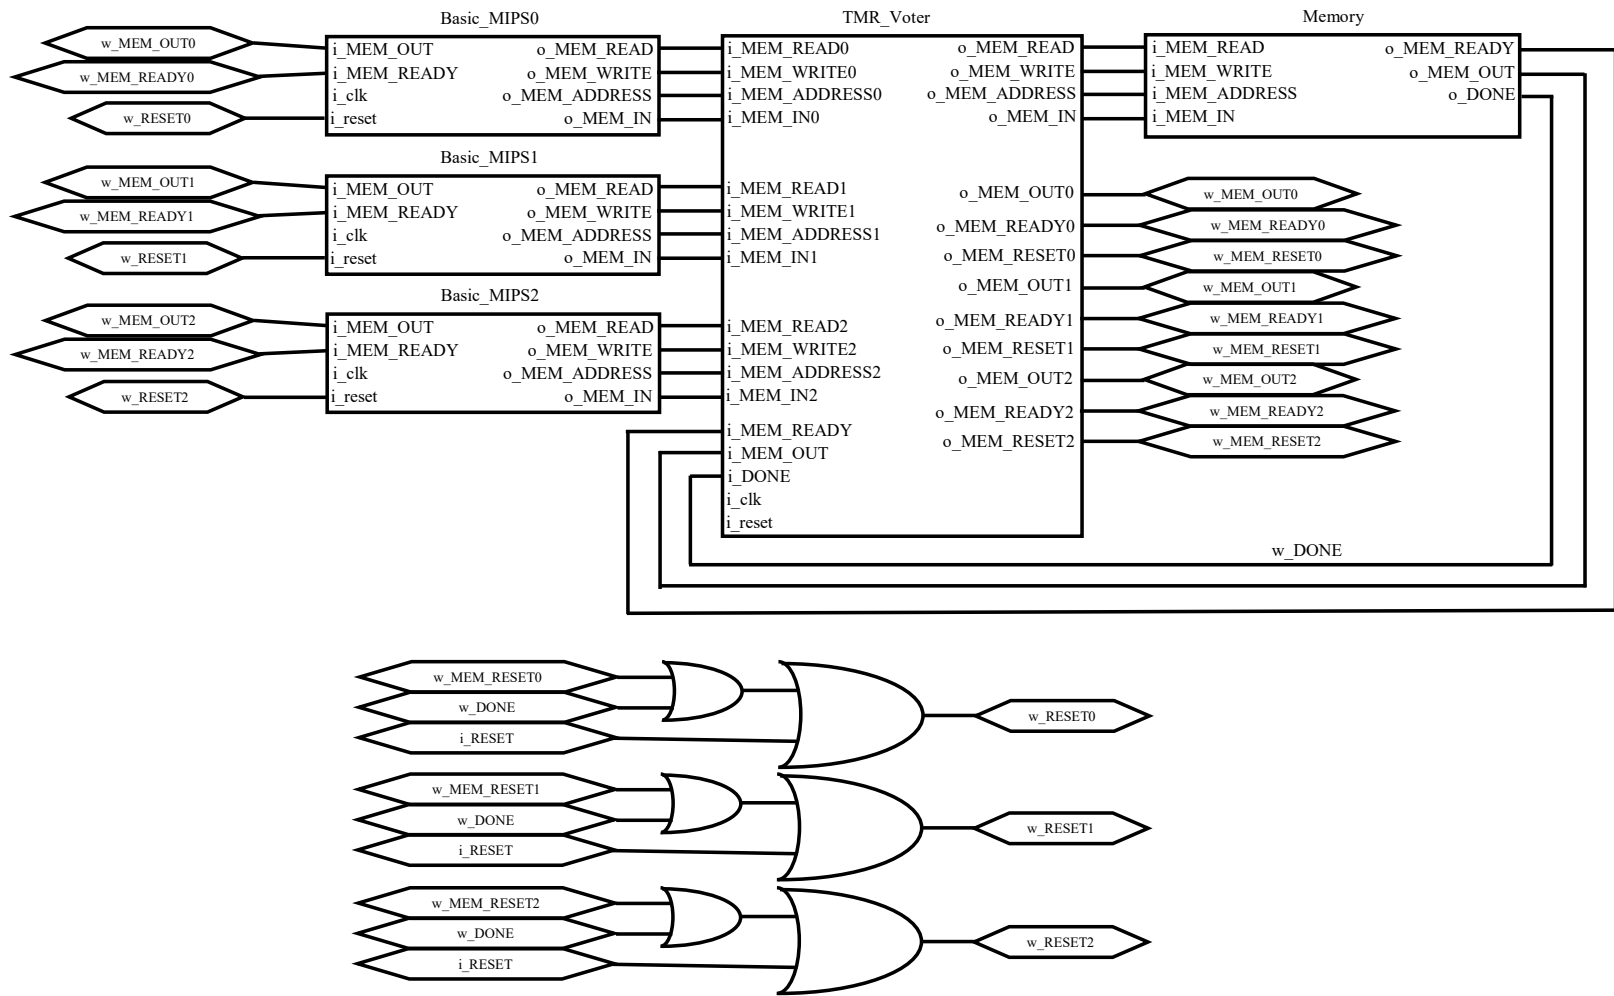 Basic_MIPS0
w_MEM_OUT0
w_MEM_READY0
w_RESET0
i_MEM_OUT
i_MEM_READY
i_clk
i_reset
o_MEM_READ
o_MEM_WRITE
o_MEM_ADDRESS
o_MEM_IN
Basic_MIPS1
w_MEM_OUT1
w_MEM_READY1
w_RESET1
i_MEM_OUT
i_MEM_READY
i_clk
i_reset
o_MEM_READ
o_MEM_WRITE
o_MEM_ADDRESS
o_MEM_IN
Basic_MIPS2
w_MEM_OUT2
w_MEM_READY2
w_RESET2
i_MEM_OUT
i_MEM_READY
i_clk
i_reset
o_MEM_READ
o_MEM_WRITE
o_MEM_ADDRESS
o_MEM_IN
TMR_Voter
i_MEM_READ0
i_MEM_WRITE0
i_MEM_ADDRESS0
i_MEM_IN0
i_MEM_READ1
i_MEM_WRITE1
i_MEM_ADDRESS1
i_MEM_IN1
i_MEM_READ2
i_MEM_WRITE2
i_MEM_ADDRESS2
i_MEM_IN2
i_MEM_READY
i_MEM_OUT
i_DONE
i_clk
i_reset
o_MEM_READ
o_MEM_WRITE
o_MEM_ADDRESS
o_MEM_IN
o_MEM_OUT0
o_MEM_READY0
o_MEM_RESET0
o_MEM_OUT1
o_MEM_READY1
o_MEM_RESET1
o_MEM_OUT2
o_MEM_READY2
o_MEM_RESET2
Memory
i_MEM_READ
i_MEM_WRITE
i_MEM_ADDRESS
i_MEM_IN
o_MEM_READY
o_MEM_OUT
o_DONE
w_MEM_OUT0
w_MEM_READY0
w_MEM_RESET0
w_MEM_OUT1
w_MEM_READY1
w_MEM_RESET1
w_MEM_OUT2
w_MEM_READY2
w_MEM_RESET2
w_DONE
w_MEM_RESET0
w_DONE
i_RESET
w_RESET0
w_MEM_RESET1
w_DONE
i_RESET
w_RESET1
w_MEM_RESET2
w_DONE
i_RESET
w_RESET2